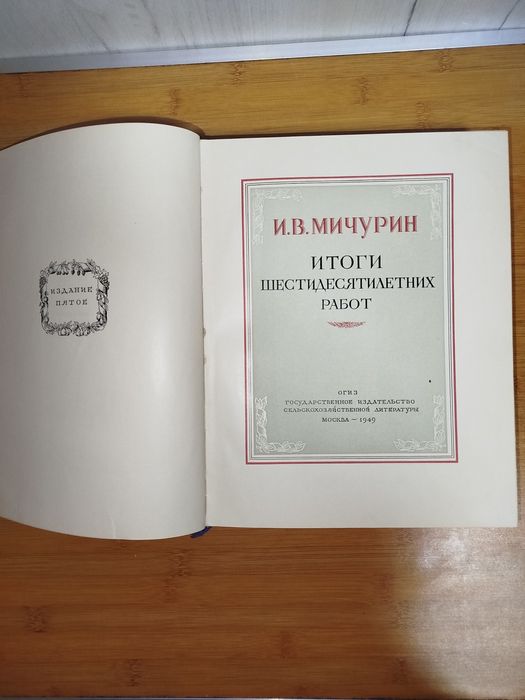 ИЗДАНИЕ
ПЯТОЕ
И.В.МИЧУРИН
ИТОГИ
ШЕСТИДЕСЯТИЛЕТНИХ
РАБОТ
ОГИЗ
ГОСУДАРСТВЕННОЕ ИЗДАТЕЛЬСТВО
СЕЛЬСКОХОЗЯЙСТВЕННОЙ ЛИТЕРАТУРЫ
МОСКВА — 1949